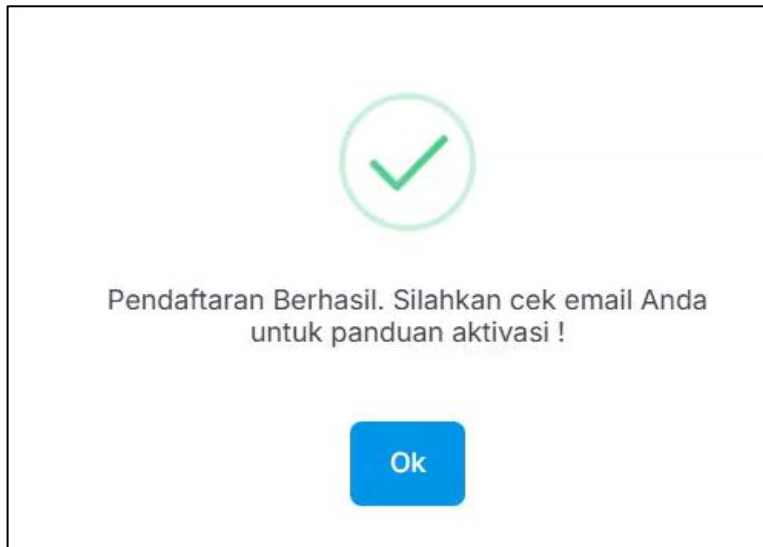 Pendaftaran Berhasil. Silahkan cek email Anda
untuk panduan aktivasi !
Ok